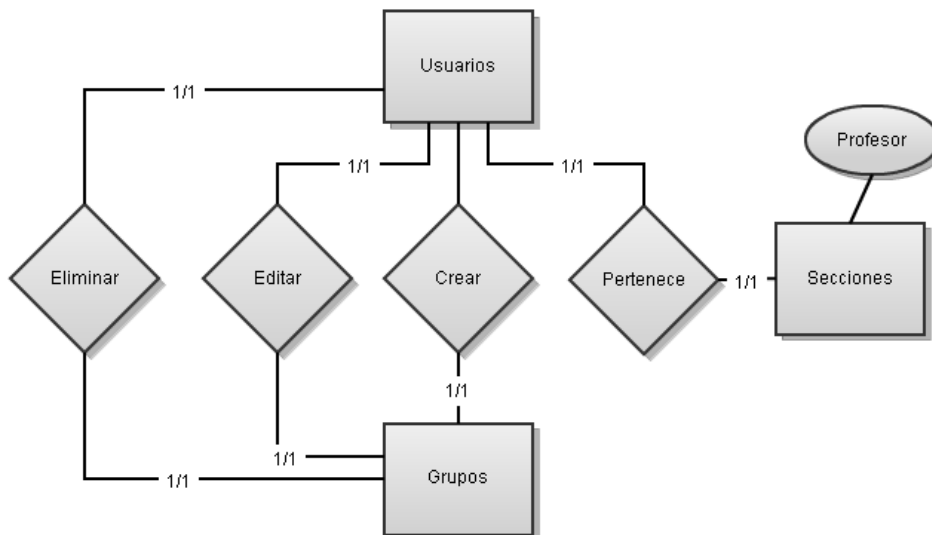 Usuarios
1/1
1/1
1/1
Profesor
Eliminar
Editar
Crear
Pertenece
1/1
Secciones
1/1
1/1
1/1
Grupos